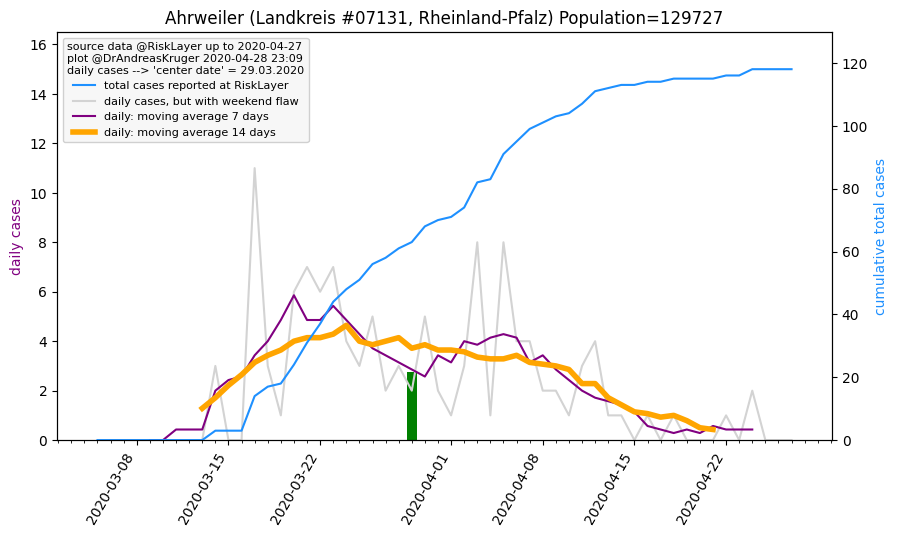 Ahrweiler (Landkreis #07131, Rheinland-Pfalz) Population=129727
source data @RiskLayer up to 2020-04-27
plot @DrAndreasKruger 2020-04-28 23:09
daily cases --> 'center date' = 29.03.2020
total cases reported at RiskLayer
daily cases, but with weekend flaw
daily: moving average 7 days
daily: moving average 14 days
daily cases
16
14
12
10
8
6
4
2
0
cumulative total cases
120
100
80
60
40
20
0
2020-03-08
2020-03-15
2020-03-22
2020-04-01
2020-04-08
2020-04-15
2020-04-22